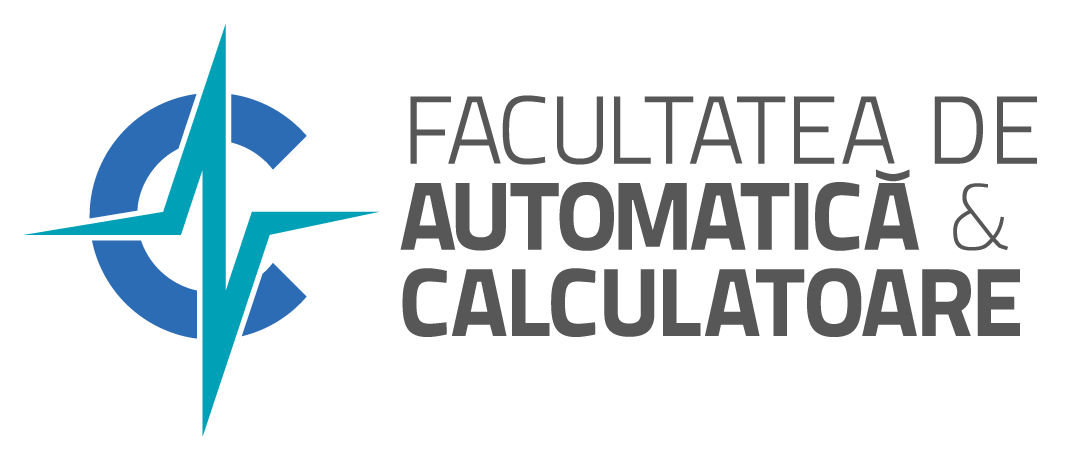 FACULTATEA DE
AUTOMATICĂ &
CALCULATOARE